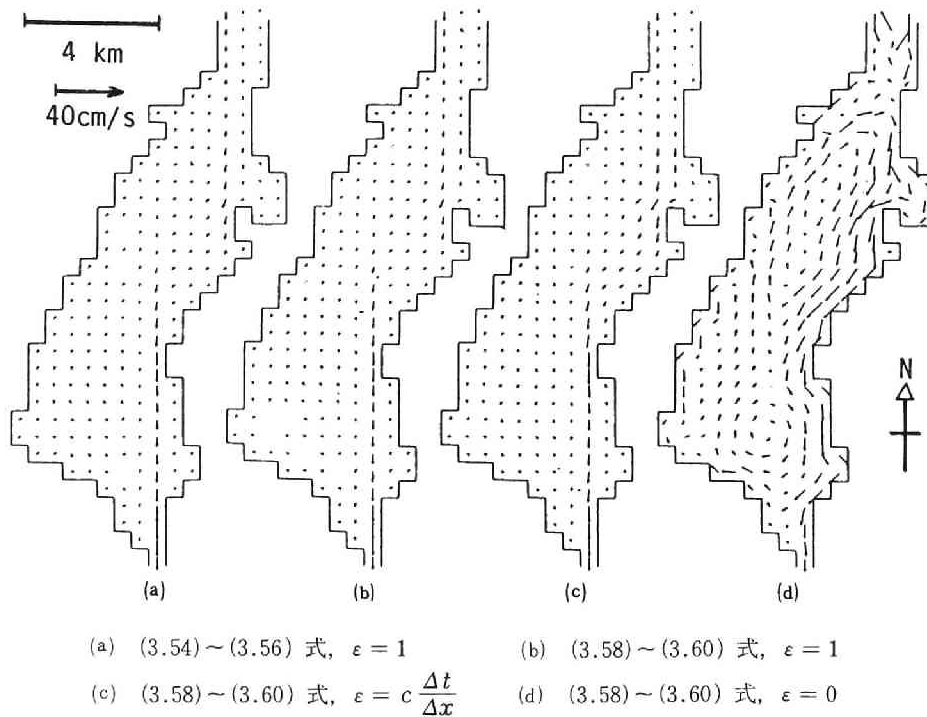 4 km
40cm/s
N
(a) (b) (c) (d)
(a) (3.54)~(3.56) 式, ε = 1 (b) (3.58)~(3.60) 式, ε = 1
(c) (3.58)~(3.60) 式, ε = c Δt/Δx (d) (3.58)~(3.60) 式, ε = 0